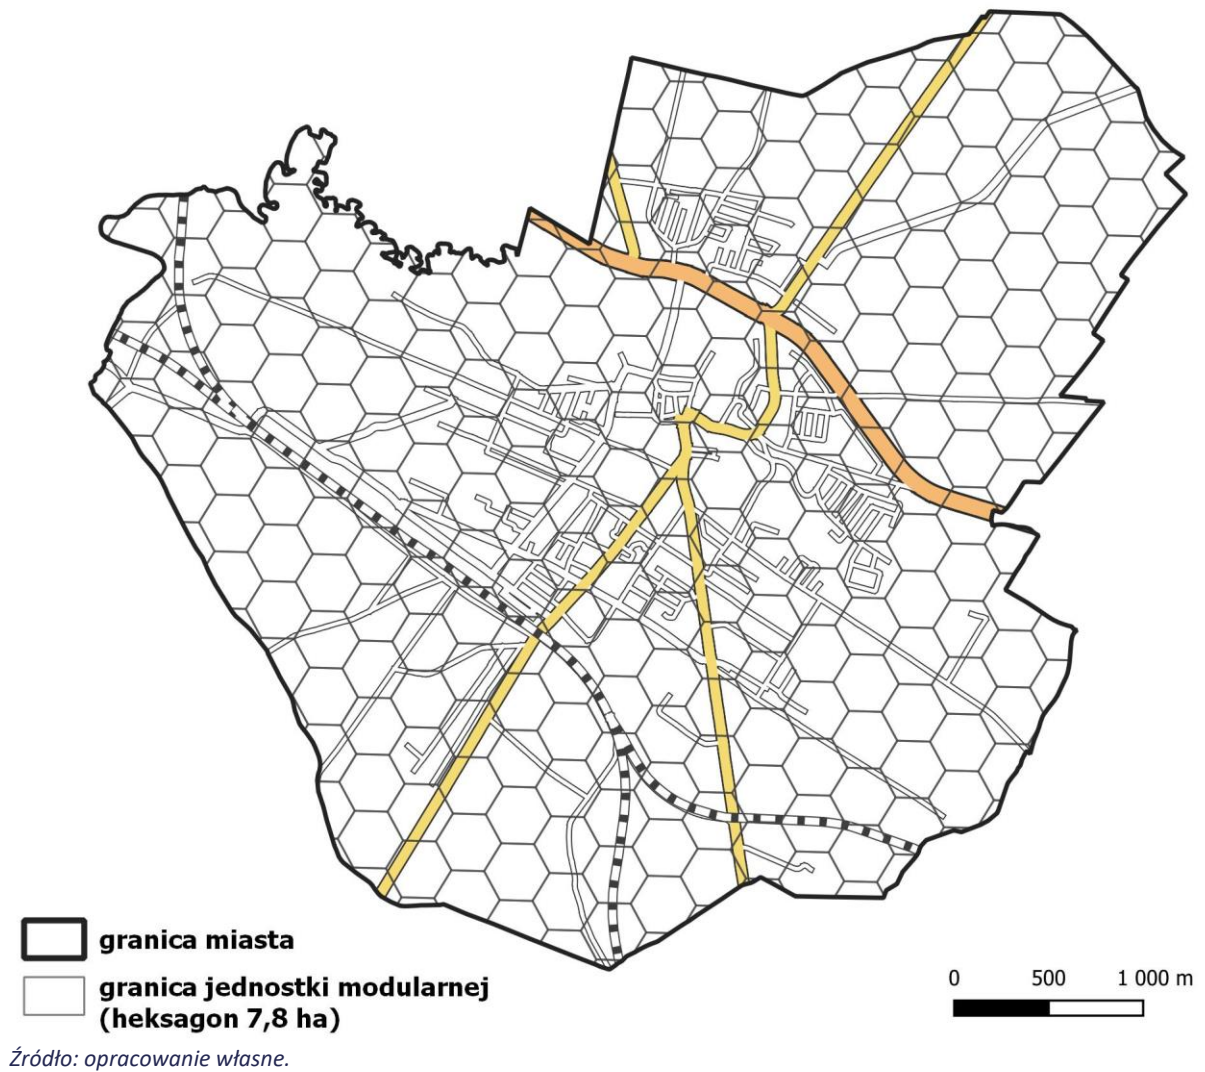 granica miasta
granica jednostki modularnej
(heksagon 7,8 ha)
0 500 1 000 m
Źródło: opracowanie własne.